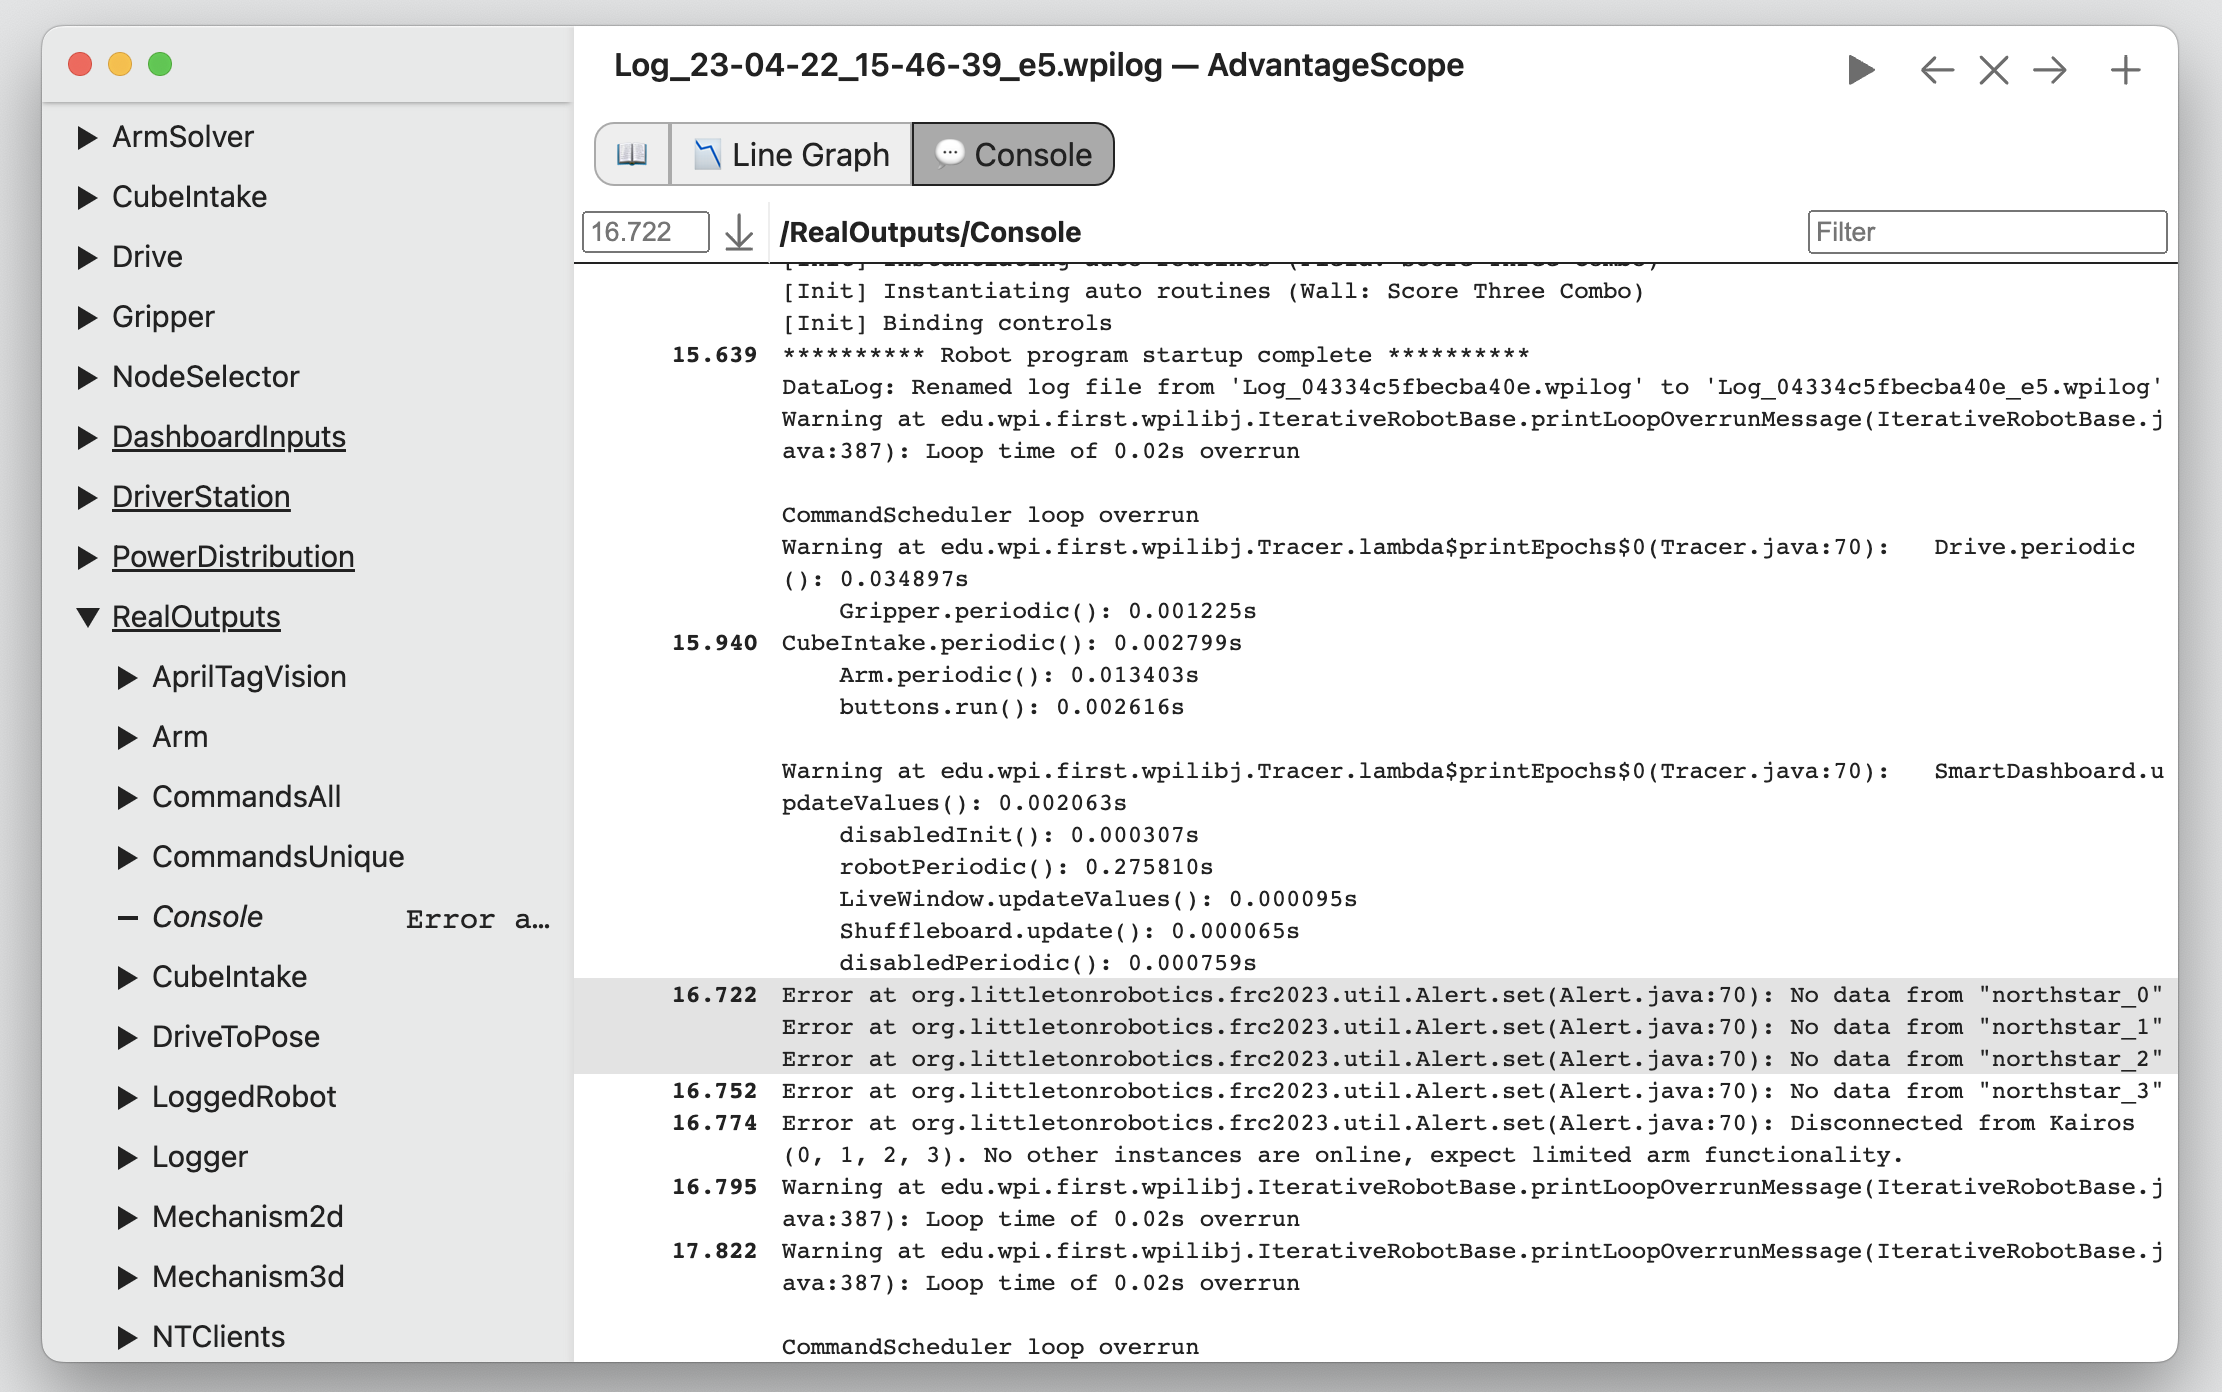 Log_23-04-22_15-46-39_e5.wpilog — AdvantageScope
ArmSolver
CubeIntake
Drive
Gripper
NodeSelector
DashboardInputs
DriverStation
PowerDistribution
RealOutputs
AprilTagVision
Arm
CommandsAll
CommandsUnique
Console Error a…
CubeIntake
DriveToPose
LoggedRobot
Logger
Mechanism2d
Mechanism3d
NTClients
Line Graph
Console
16.722
/RealOutputs/Console
Filter
[Init] Instantiating auto routines (Field: Score Three Combo)
[Init] Instantiating auto routines (Wall: Score Three Combo)
[Init] Binding controls
15.639 ********** Robot program startup complete **********
DataLog: Renamed log file from 'Log_04334c5fbecba40e.wpilog' to 'Log_04334c5fbecba40e_e5.wpilog'
Warning at edu.wpi.first.wpilibj.IterativeRobotBase.printLoopOverrunMessage(IterativeRobotBase.j
ava:387): Loop time of 0.02s overrun
CommandScheduler loop overrun
Warning at edu.wpi.first.wpilibj.Tracer.lambda$printEpochs$0(Tracer.java:70): Drive.periodic
(): 0.034897s
Gripper.periodic(): 0.001225s
15.940 CubeIntake.periodic(): 0.002799s
Arm.periodic(): 0.013403s
buttons.run(): 0.002616s
Warning at edu.wpi.first.wpilibj.Tracer.lambda$printEpochs$0(Tracer.java:70): SmartDashboard.u
pdateValues(): 0.002063s
disabledInit(): 0.000307s
robotPeriodic(): 0.275810s
LiveWindow.updateValues(): 0.000095s
Shuffleboard.update(): 0.000065s
disabledPeriodic(): 0.000759s
16.722 Error at org.littletonrobotics.frc2023.util.Alert.set(Alert.java:70): No data from "northstar_0"
Error at org.littletonrobotics.frc2023.util.Alert.set(Alert.java:70): No data from "northstar_1"
Error at org.littletonrobotics.frc2023.util.Alert.set(Alert.java:70): No data from "northstar_2"
16.752 Error at org.littletonrobotics.frc2023.util.Alert.set(Alert.java:70): No data from "northstar_3"
16.774 Error at org.littletonrobotics.frc2023.util.Alert.set(Alert.java:70): Disconnected from Kairos
(0, 1, 2, 3). No other instances are online, expect limited arm functionality.
16.795 Warning at edu.wpi.first.wpilibj.IterativeRobotBase.printLoopOverrunMessage(IterativeRobotBase.j
ava:387): Loop time of 0.02s overrun
17.822 Warning at edu.wpi.first.wpilibj.IterativeRobotBase.printLoopOverrunMessage(IterativeRobotBase.j
ava:387): Loop time of 0.02s overrun
CommandScheduler loop overrun